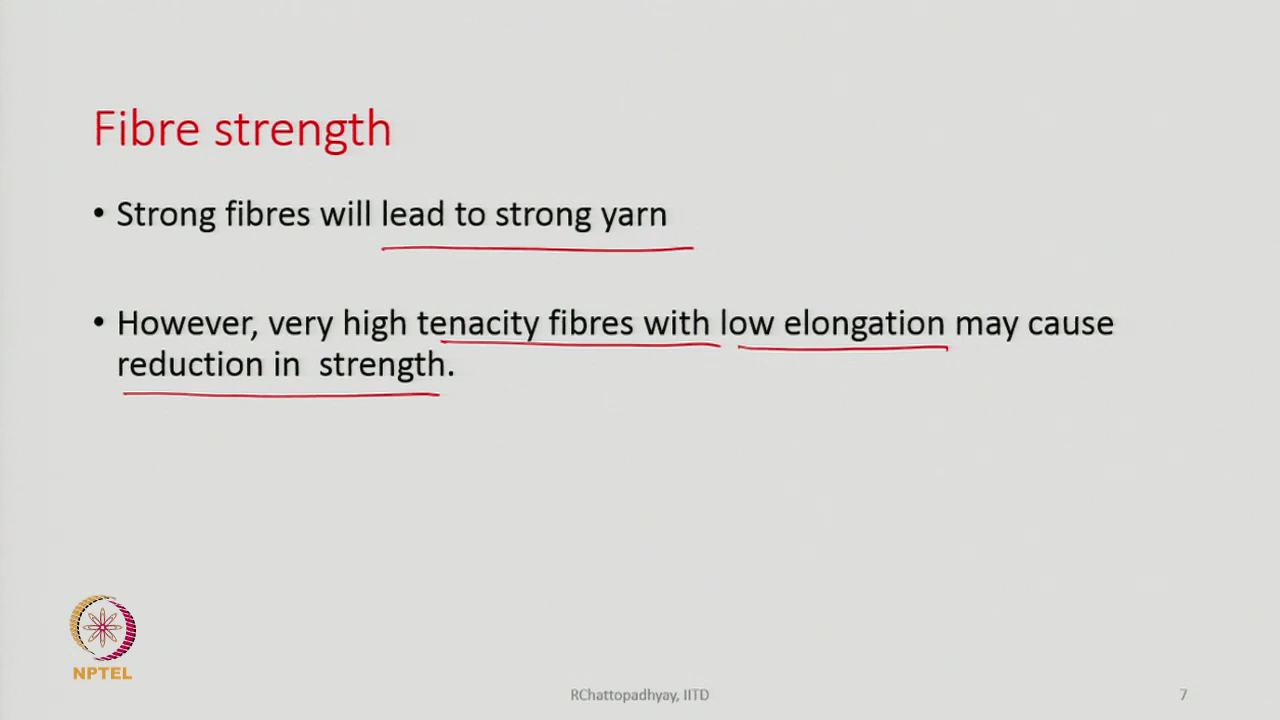 Fibre strength
• Strong fibres will lead to strong yarn
• However, very high tenacity fibres with low elongation may cause
reduction in strength.
NPTEL
RChattopadhyay, IITD
7